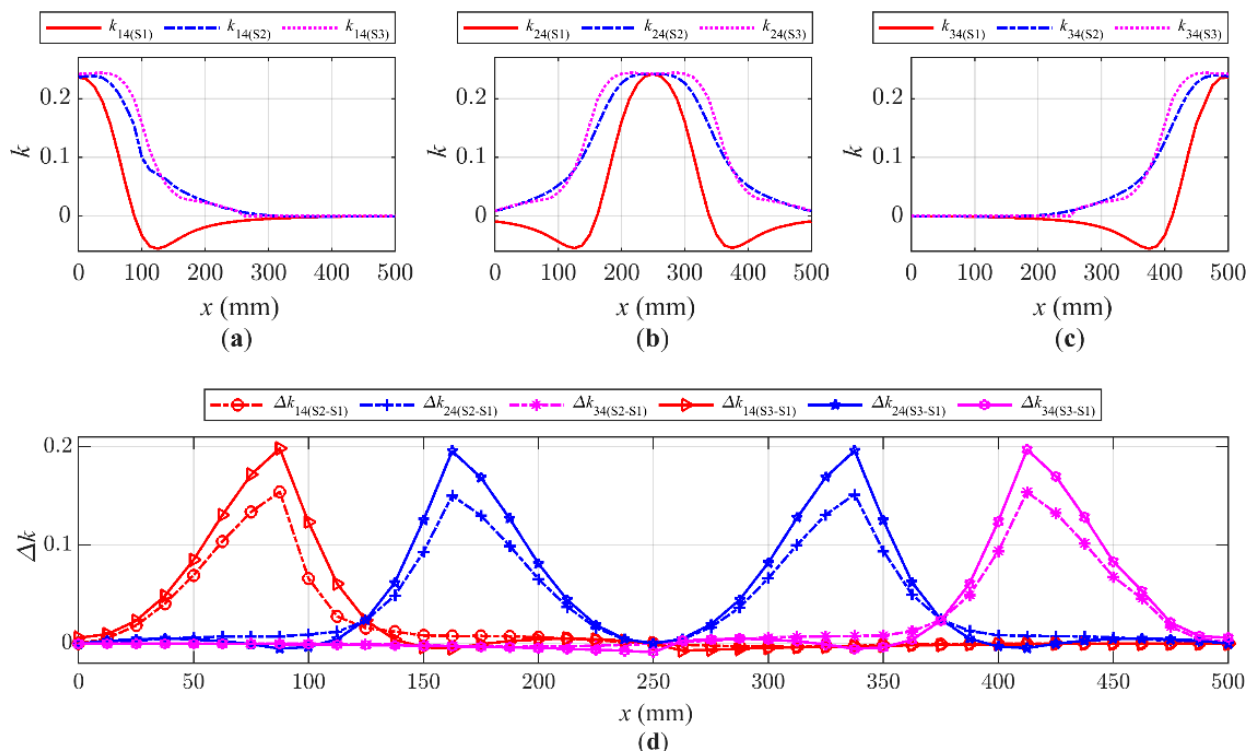 k14(S1) k14(S2) k14(S3)
k
0.2
0.1
0
0 100 200 300 400 500
x (mm)
(a)
k24(S1) k24(S2) k24(S3)
k
0.2
0.1
0
0 100 200 300 400 500
x (mm)
(b)
k34(S1) k34(S2) k34(S3)
k
0.2
0.1
0
0 100 200 300 400 500
x (mm)
(c)
Δk14(S2-S1) Δk24(S2-S1) Δk34(S2-S1) Δk14(S3-S1) Δk24(S3-S1) Δk34(S3-S1)
Δk
0.2
0.1
0
0 50 100 150 200 250 300 350 400 450 500
x (mm)
(d)